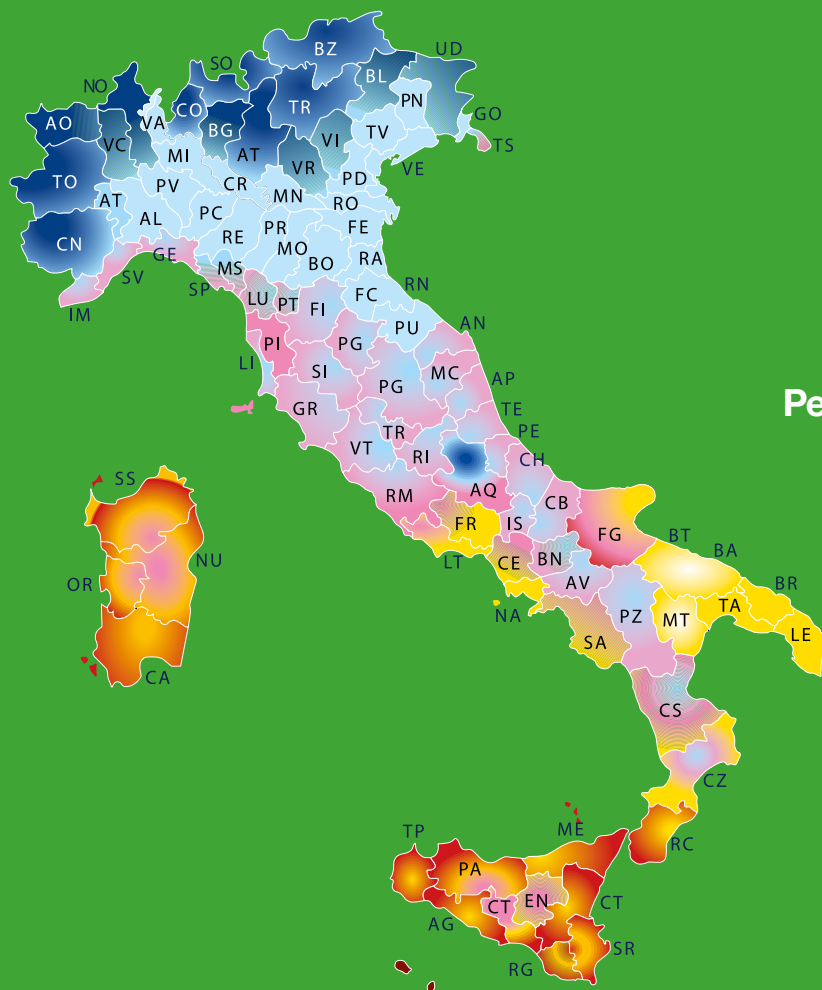 BZ
UD
SO
BL
NO
PN
CO
TR
GO
AO
VA
BG
TV
TS
VC
VI
MI
AT
VR
VE
TO
PV
CR
PD
AT
MN
RO
AL
PC
PR
FE
CN
RE
MO
GE
BO
RA
SV
MS
RN
SP
LU
PT
FC
IM
FI
AN
PU
PI
PG
LI
SI
MC
AP
PG
GR
TE
TR
PE
VT
RI
CH
SS
RM
AQ
CB
FR
IS
FG
BT
NU
LT
CE
BN
BA
OR
AV
BR
NA
PZ
MT
TA
SA
LE
CA
CS
CZ
TP
ME
RC
PA
CT
EN
CT
AG
SR
RG
Pe